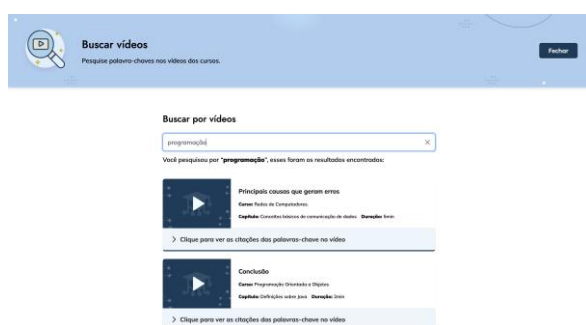 Buscar vídeos
Pesquise palavra-chaves nos vídeos dos cursos.
Fechar
Buscar por vídeos
programação
Você pesquisou por "programação", esses foram os resultados encontrados:
Principais causas que geram erros
Curso: Redes de Computadores.
Capítulo: Conceitos básicos de comunicação de dados Duração: 5min
Clique para ver as citações das palavras-chave no vídeo
Conclusão
Curso: Programação Orientada a Objetos
Capítulo: Definições sobre Java Duração: 2min
Clique para ver as citações das palavras-chave no vídeo